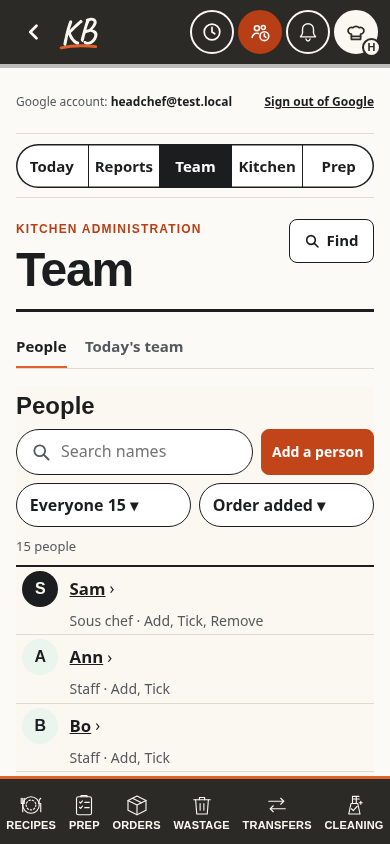 KB
H
Google account: headchef@test.local Sign out of Google
Today Reports Team Kitchen Prep
KITCHEN ADMINISTRATION
Find
Team
People Today's team
People
Search names
Add a person
Everyone 15 ▾ Order added ▾
15 people
S Sam ›
Sous chef · Add, Tick, Remove
A Ann ›
Staff · Add, Tick
B Bo ›
Staff · Add, Tick
RECIPES PREP ORDERS WASTAGE TRANSFERS CLEANING